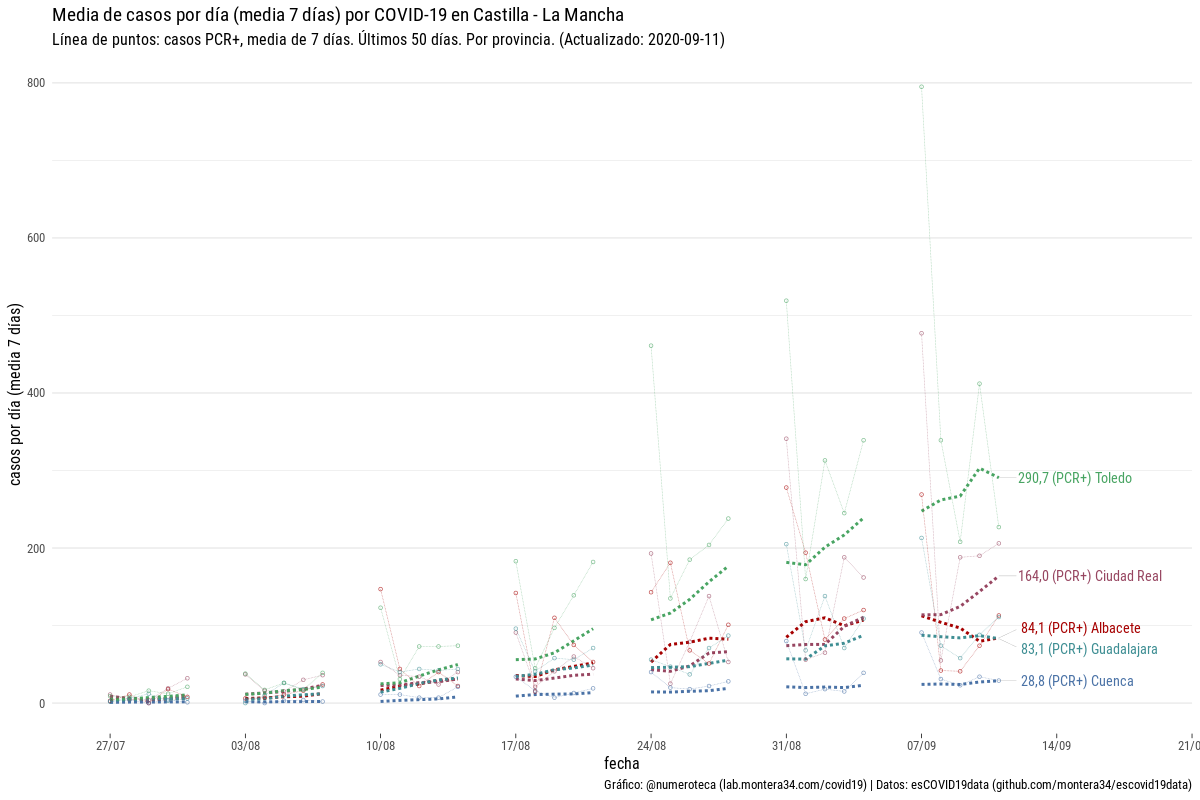 Media de casos por día (media 7 días) por COVID-19 en Castilla - La Mancha
Línea de puntos: casos PCR+, media de 7 días. Últimos 50 días. Por provincia. (Actualizado: 2020-09-11)
casos por día (media 7 días)
800
600
400
200
0
290,7 (PCR+) Toledo
164,0 (PCR+) Ciudad Real
84,1 (PCR+) Albacete
83,1 (PCR+) Guadalajara
28,8 (PCR+) Cuenca
27/07 03/08 10/08 17/08 24/08 31/08 07/09 14/09 21/0
fecha
Gráfico: @numeroteca (lab.montera34.com/covid19) | Datos: esCOVID19data (github.com/montera34/escovid19data)